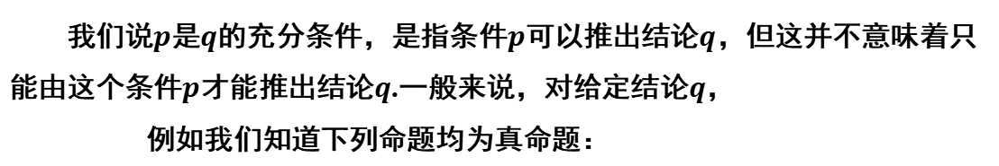 我们说p是q的充分条件，是指条件p可以推出结论q，但这并不意味着只
能由这个条件p才能推出结论q.一般来说，对给定结论q，
例如我们知道下列命题均为真命题：